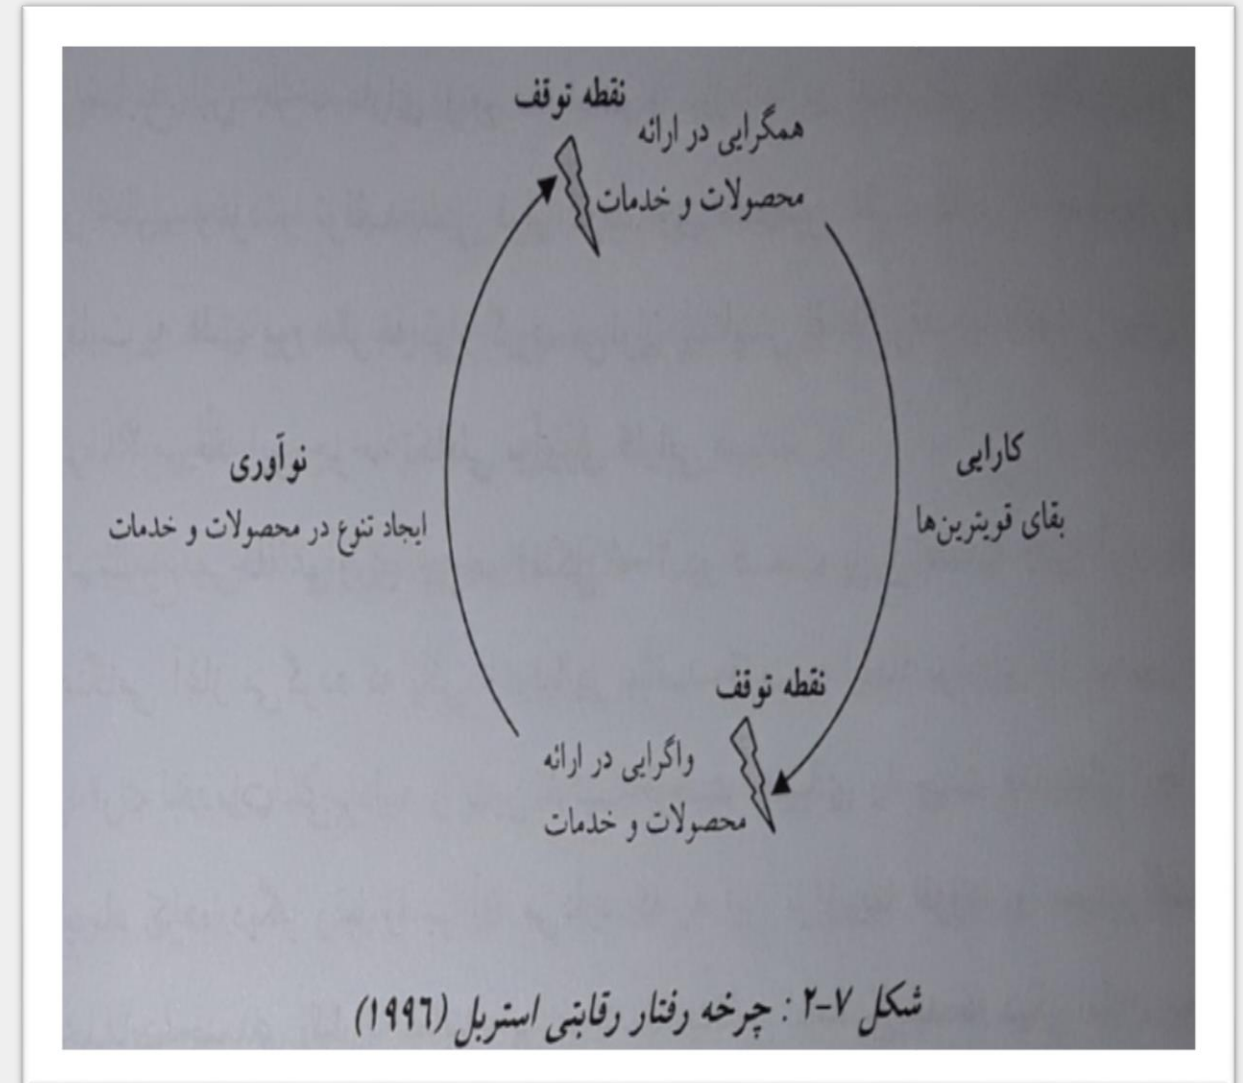 نقطه توقف
همگرایی در ارائه
محصولات و خدمات
کارایی
بقای قویترین‌ها
نوآوری
ایجاد تنوع در محصولات و خدمات
نقطه توقف
واگرایی در ارائه
محصولات و خدمات
شکل ۷-۲ : چرخه رفتار رقابتی استربل (۱۹۹۶)